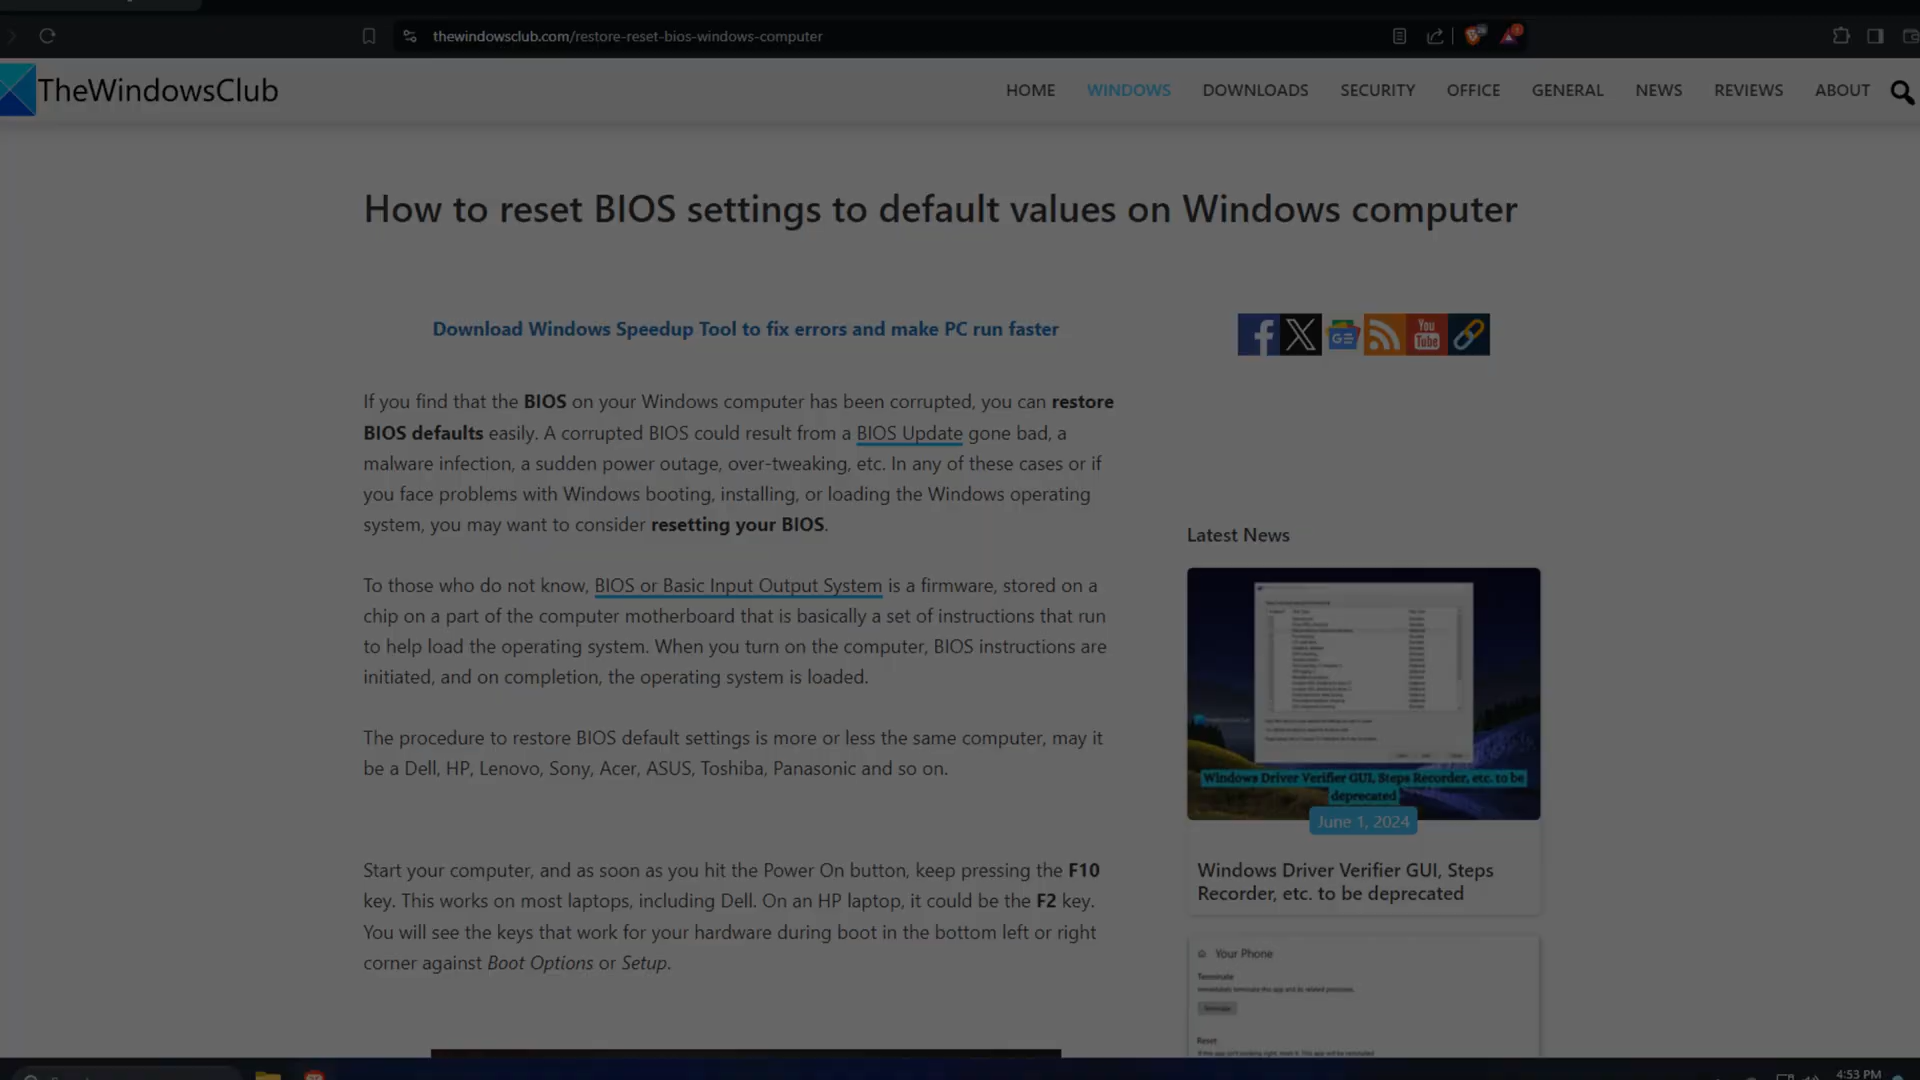 thewindowsclub.com/restore-reset-bios-windows-computer
TheWindowsClub
HOME WINDOWS DOWNLOADS SECURITY OFFICE GENERAL NEWS REVIEWS ABOUT
How to reset BIOS settings to default values on Windows computer
Download Windows Speedup Tool to fix errors and make PC run faster
If you find that the BIOS on your Windows computer has been corrupted, you can restore
BIOS defaults easily. A corrupted BIOS could result from a BIOS Update gone bad, a
malware infection, a sudden power outage, over-tweaking, etc. In any of these cases or if
you face problems with Windows booting, installing, or loading the Windows operating
system, you may want to consider resetting your BIOS.
To those who do not know, BIOS or Basic Input Output System is a firmware, stored on a
chip on a part of the computer motherboard that is basically a set of instructions that run
to help load the operating system. When you turn on the computer, BIOS instructions are
initiated, and on completion, the operating system is loaded.
The procedure to restore BIOS default settings is more or less the same computer, may it
be a Dell, HP, Lenovo, Sony, Acer, ASUS, Toshiba, Panasonic and so on.
Start your computer, and as soon as you hit the Power On button, keep pressing the F10
key. This works on most laptops, including Dell. On an HP laptop, it could be the F2 key.
You will see the keys that work for your hardware during boot in the bottom left or right
corner against Boot Options or Setup.
You
Tube
Latest News
Windows Driver Verifier GUI, Steps Recorder, etc. to be
deprecated
June 1, 2024
Windows Driver Verifier GUI, Steps
Recorder, etc. to be deprecated
Your Phone
Terminate
Immediately terminate this app and its related processes.
Terminate
Reset
4:53 PM